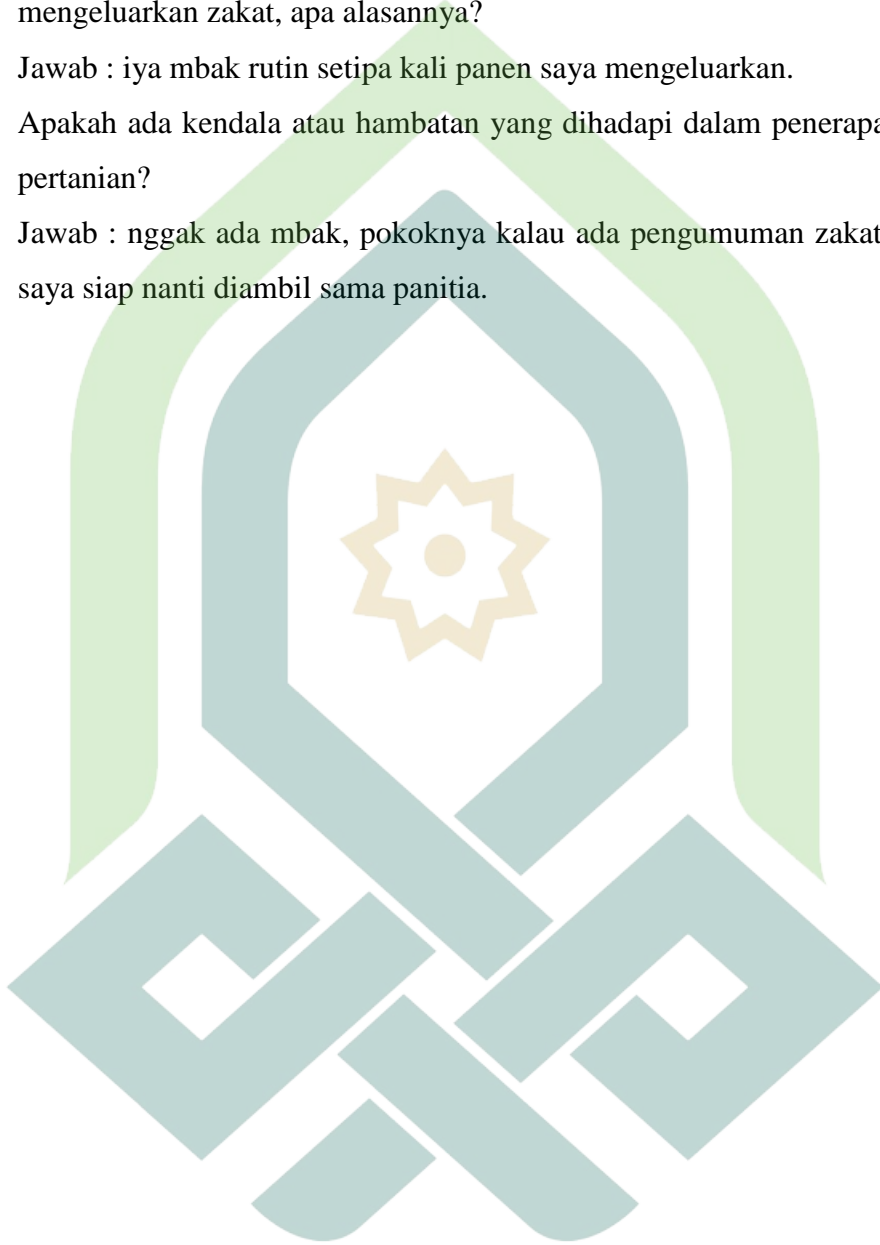 mengeluarkan zakat, apa alasannya?
Jawab : iya mbak rutin setipa kali panen saya mengeluarkan.
Apakah ada kendala atau hambatan yang dihadapi dalam penerapa
pertanian?
Jawab : nggak ada mbak, pokoknya kalau ada pengumuman zakat
saya siap nanti diambil sama panitia.